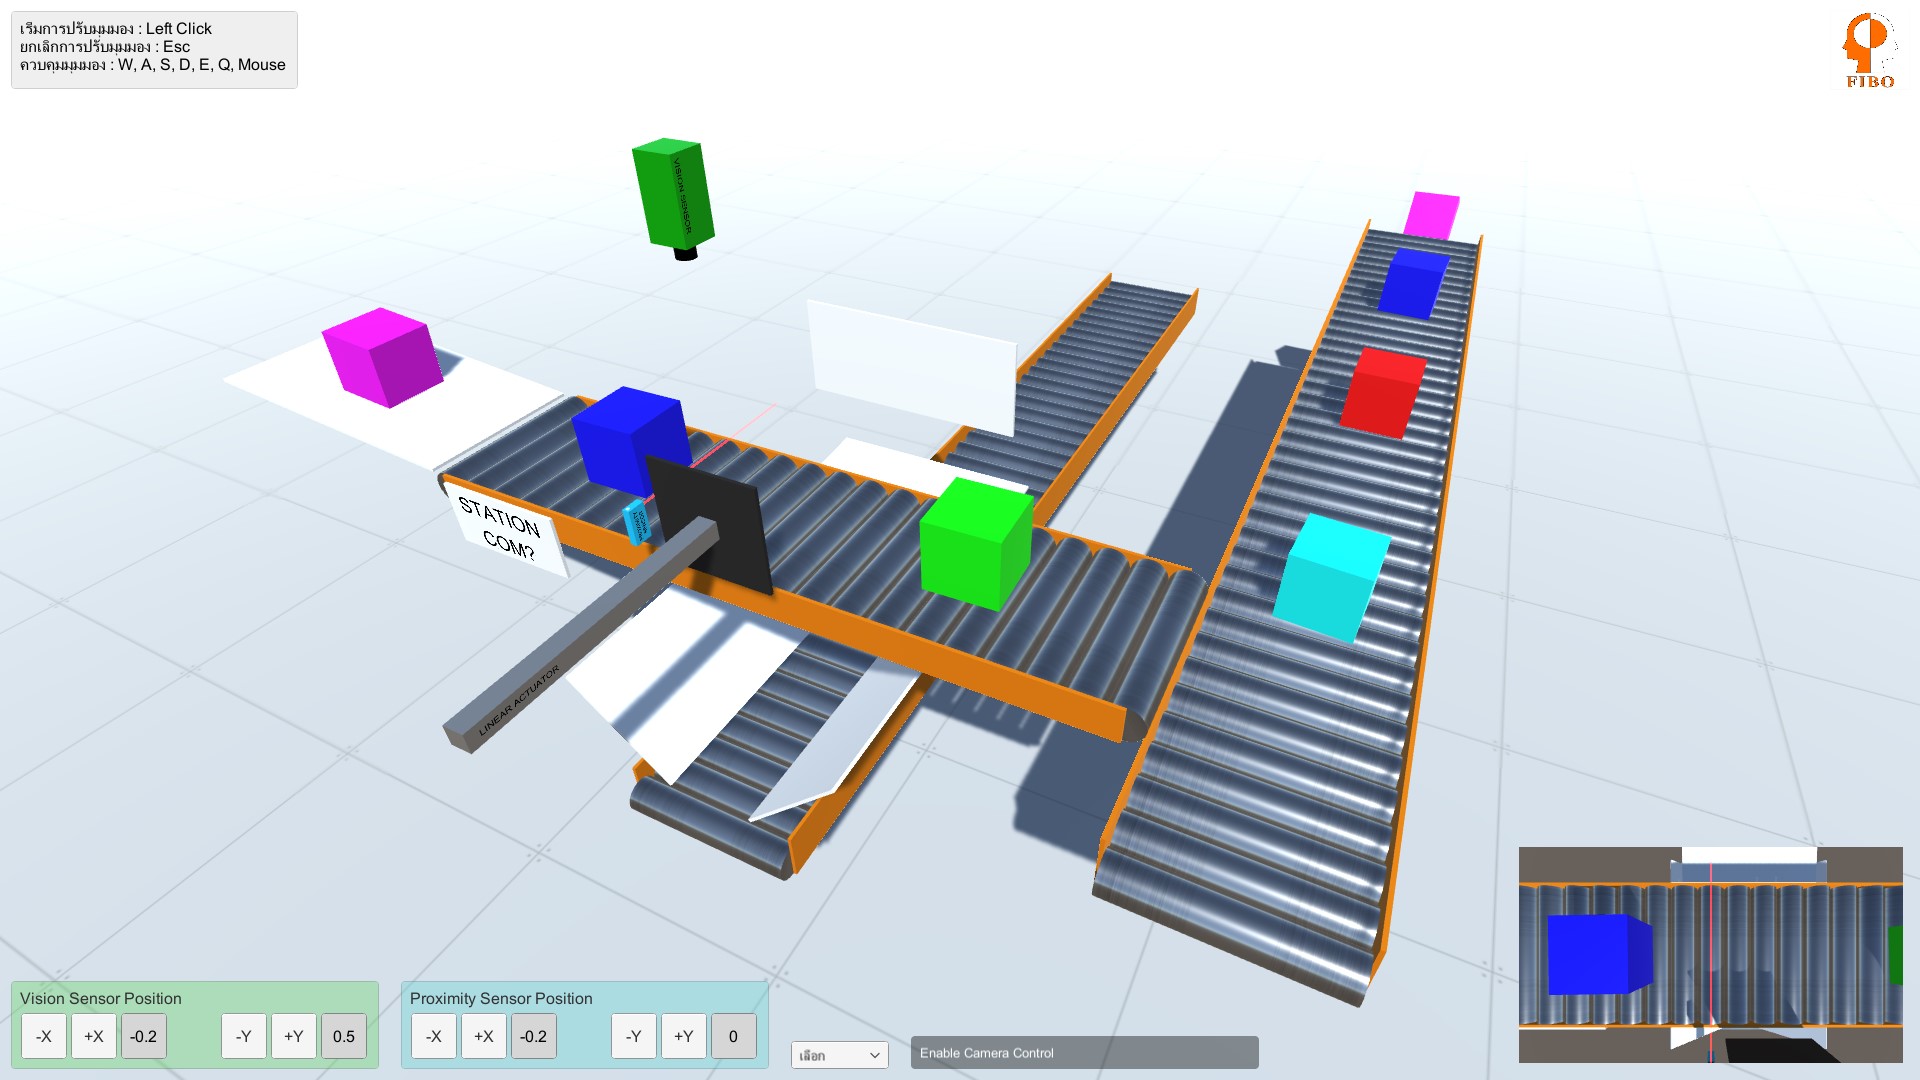 เริ่มการปรับมุมมอง : Left Click
ยกเลิกการปรับมุมมอง : Esc
ควบคุมมุมมอง : W, A, S, D, E, Q, Mouse
FIBO
VISION SENSOR
STATION
COM?
LINEAR ACTUATOR
Vision Sensor Position
-X +X -0.2 -Y +Y 0.5
Proximity Sensor Position
-X +X -0.2 -Y +Y 0
เลือก
Enable Camera Control